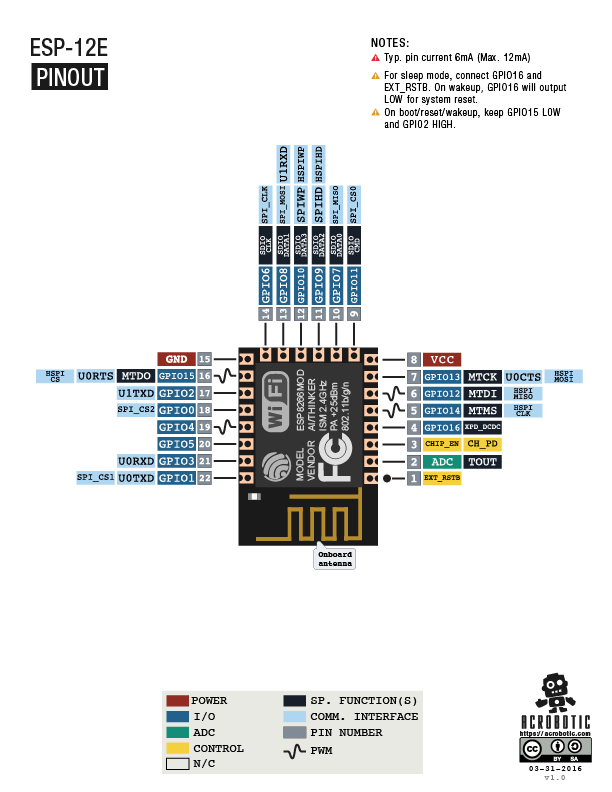 ESP-12E
PINOUT
NOTES:
Typ. pin current 6mA (Max. 12mA)
For sleep mode, connect GPIO16 and
EXT_RSTB. On wakeup, GPIO16 will output
LOW for system reset.
On boot/reset/wakeup, keep GPIO15 LOW
and GPIO2 HIGH.
14 GPIO6 SDIO CLK SPI_CLK
13 GPIO8 SDIO DATA1 SPI_MOSI U1RXD
12 GPIO10 SDIO DATA3 SPIWP HSPIWP
11 GPIO9 SDIO DATA2 SPIHD HSPIHD
10 GPIO7 SDIO DATA0 SPI_MISO
9 GPIO11 SDIO CMD SPI_CS0
GND 15
HSPI CS U0RTS MTDO GPIO15 16
U1TXD GPIO2 17
SPI_CS2 GPIO0 18
GPIO4 19
GPIO5 20
U0RXD GPIO3 21
SPI_CS1 U0TXD GPIO1 22
8 VCC
7 GPIO13 MTCK U0CTS HSPI MOSI
6 GPIO12 MTDI HSPI MISO
5 GPIO14 MTMS HSPI CLK
4 GPIO16 XPD_DCDC
3 CHIP_EN CH_PD
2 ADC TOUT
1 EXT_RSTB
WiFi
FC
MODEL ESP8266MOD
VENDOR AI/THINKER
ISM 2.4GHz
PA +25dBm
802.11b/g/n
Onboard
antenna
POWER
I/O
ADC
CONTROL
N/C
SP. FUNCTION(S)
COMM. INTERFACE
PIN NUMBER
PWM
ACROBOTIC
https://acrobotic.com
cc BY SA
03-31-2016
v1.0